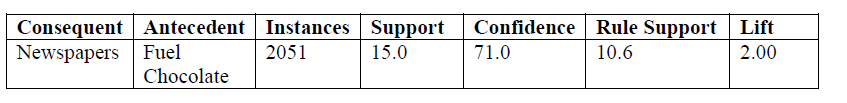 Consequent Antecedent Instances Support Confidence Rule Support Lift
Newspapers Fuel 2051 15.0 71.0 10.6 2.00
Chocolate